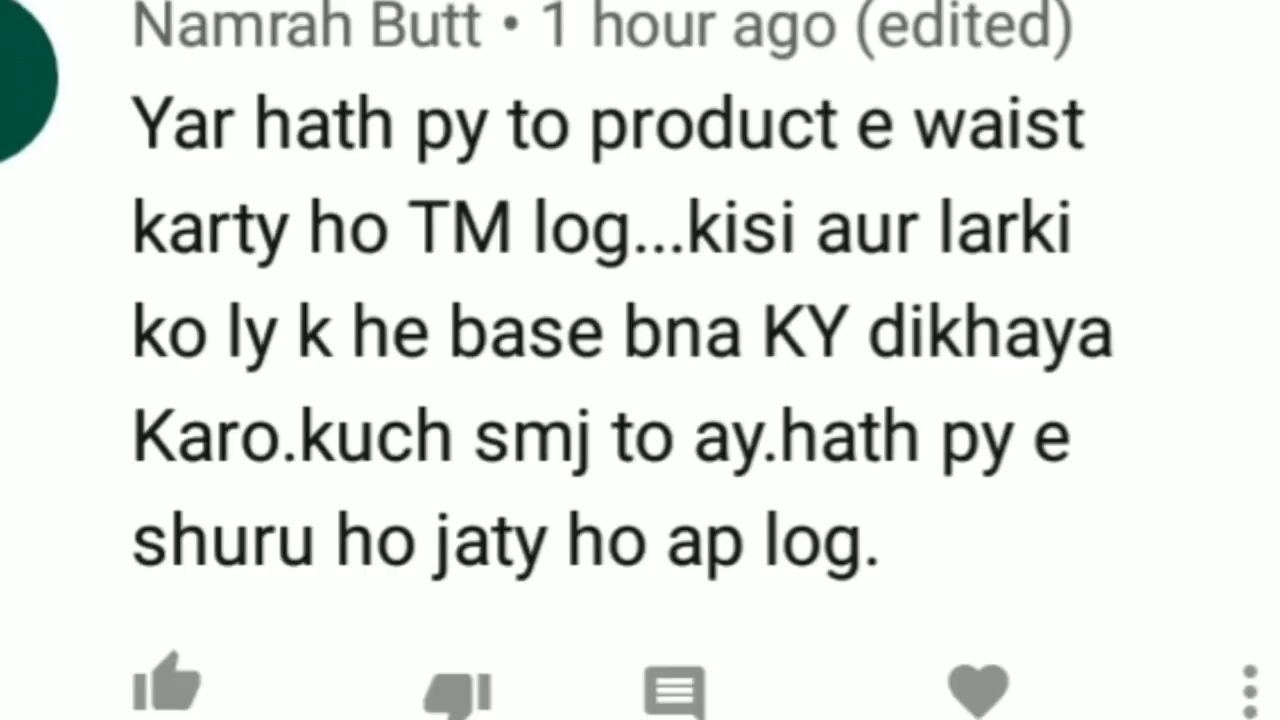 Namrah Butt • 1 hour ago (edited)
Yar hath py to product e waist
karty ho TM log...kisi aur larki
ko ly k he base bna KY dikhaya
Karo.kuch smj to ay.hath py e
shuru ho jaty ho ap log.